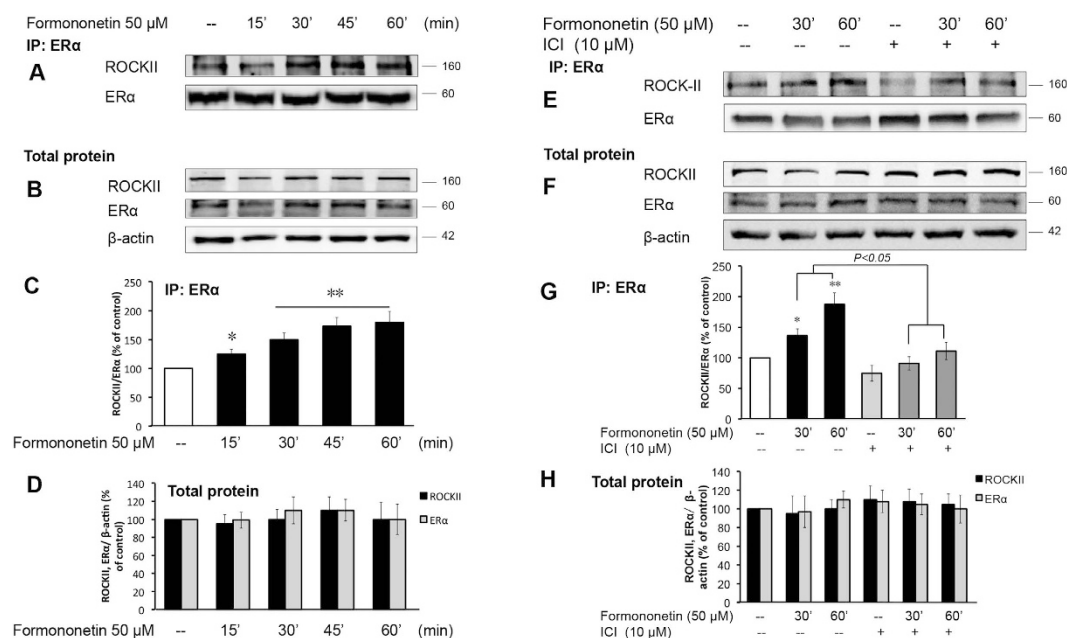 Formononetin 50 µM -- 15' 30' 45' 60' (min)
IP: ERα
A
ROCKII 160
ERα 60
Total protein
B
ROCKII 160
ERα 60
β-actin 42
C
IP: ERα
ROCKII/ERα (% of control)
250
200
150
100
50
0
*
**
Formononetin 50 µM -- 15' 30' 45' 60' (min)
D
Total protein
ROCKII, ERα/ β-actin (% of control)
140
120
100
80
60
40
20
0
ROCKII
ERα
Formononetin 50 µM -- 15' 30' 45' 60' (min)
Formononetin (50 µM) -- 30' 60' -- 30' 60'
ICI (10 µM) -- -- -- + + +
IP: ERα
E
ROCK-II 160
ERα 60
Total protein
F
ROCKII 160
ERα 60
β-actin 42
G
IP: ERα
P<0.05
ROCKII/ERα (% of control)
250
200
150
100
50
0
*
**
Formononetin (50 µM) -- 30' 60' -- 30' 60'
ICI (10 µM) -- -- -- + + +
H
Total protein
ROCKII, ERα/ β-
actin (% of control)
140
120
100
80
60
40
20
0
ROCKII
ERα
Formononetin (50 µM) -- 30' 60' -- 30' 60'
ICI (10 µM) -- -- -- + + +